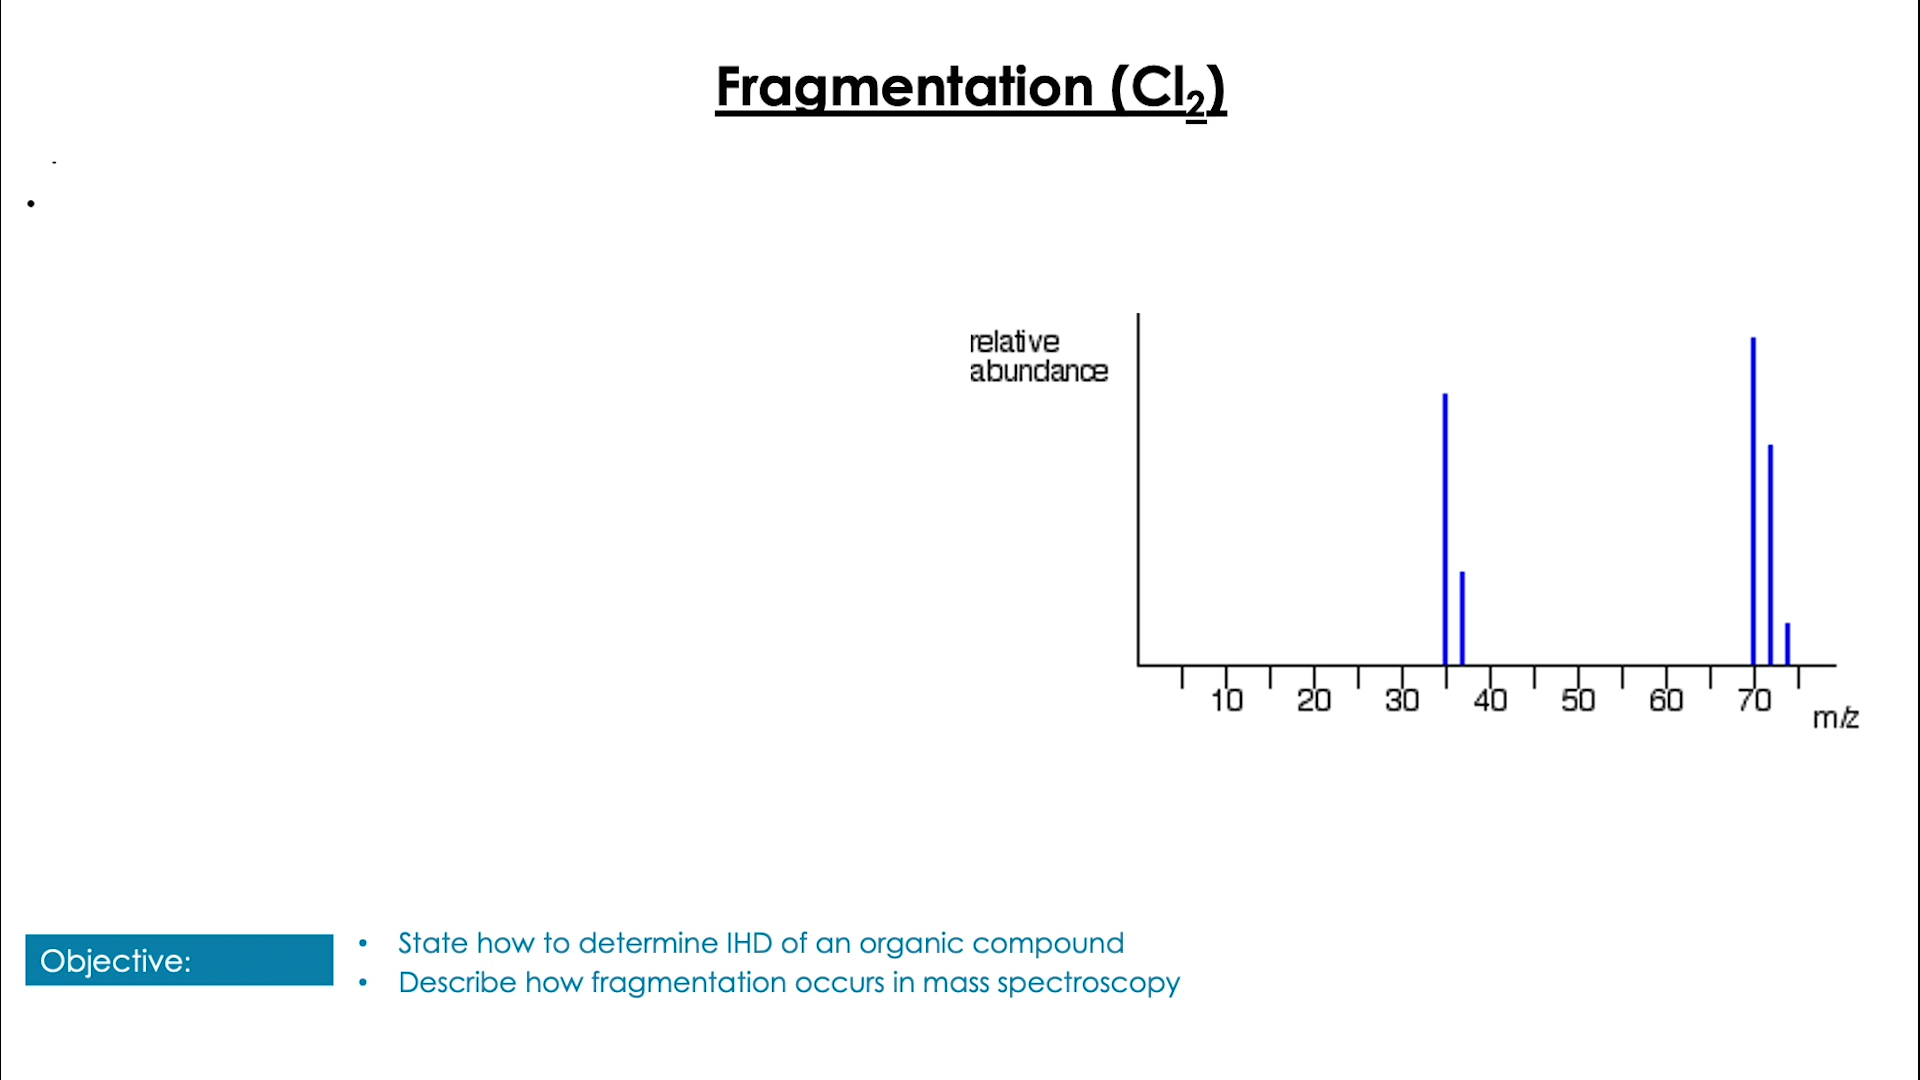 Fragmentation (Cl₂)
-
•
relative
abundance
10 20 30 40 50 60 70
m/z
Objective:
• State how to determine IHD of an organic compound
• Describe how fragmentation occurs in mass spectroscopy